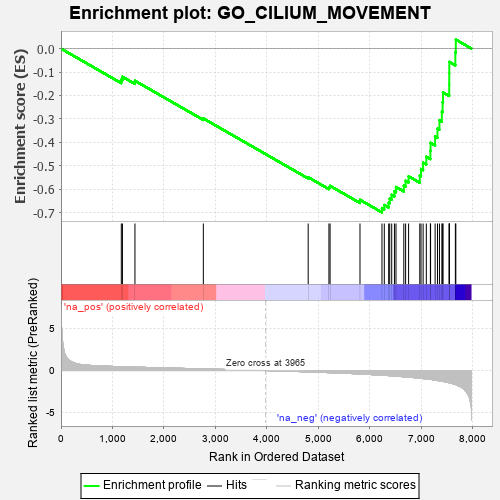 Enrichment plot: GO_CILIUM_MOVEMENT
Enrichment score (ES)
0.0
-0.1
-0.2
-0.3
-0.4
-0.5
-0.6
-0.7
'na_pos' (positively correlated)
Ranked list metric (PreRanked)
5
0
-5
Zero cross at 3965
'na_neg' (negatively correlated)
0 1,000 2,000 3,000 4,000 5,000 6,000 7,000 8,000
Rank in Ordered Dataset
Enrichment profile Hits Ranking metric scores